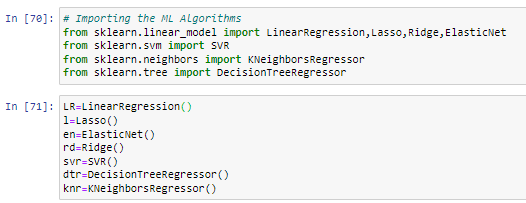 In [70]: # Importing the ML Algorithms
from sklearn.linear_model import LinearRegression,Lasso,Ridge,ElasticNet
from sklearn.svm import SVR
from sklearn.neighbors import KNeighborsRegressor
from sklearn.tree import DecisionTreeRegressor
In [71]: LR=LinearRegression()
l=Lasso()
en=ElasticNet()
rd=Ridge()
svr=SVR()
dtr=DecisionTreeRegressor()
knr=KNeighborsRegressor()